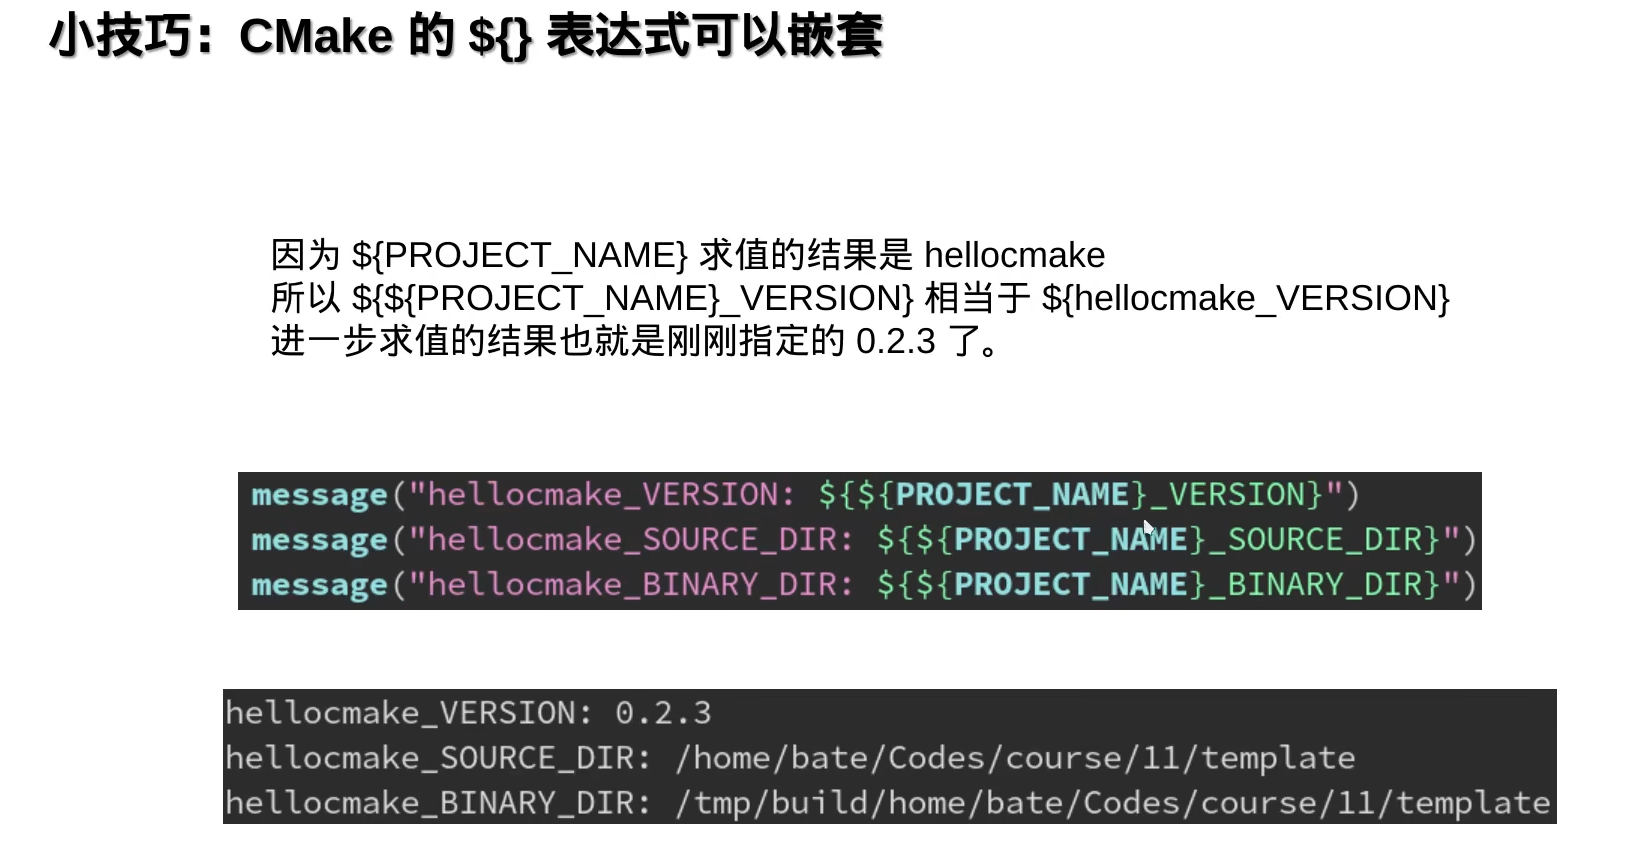 小技巧：CMake 的 ${} 表达式可以嵌套
因为 ${PROJECT_NAME} 求值的结果是 hellocmake
所以 ${${PROJECT_NAME}_VERSION} 相当于 ${hellocmake_VERSION}
进一步求值的结果也就是刚刚指定的 0.2.3 了。
message("hellocmake_VERSION: ${${PROJECT_NAME}_VERSION}")
message("hellocmake_SOURCE_DIR: ${${PROJECT_NAME}_SOURCE_DIR}")
message("hellocmake_BINARY_DIR: ${${PROJECT_NAME}_BINARY_DIR}")
hellocmake_VERSION: 0.2.3
hellocmake_SOURCE_DIR: /home/bate/Codes/course/11/template
hellocmake_BINARY_DIR: /tmp/build/home/bate/Codes/course/11/template